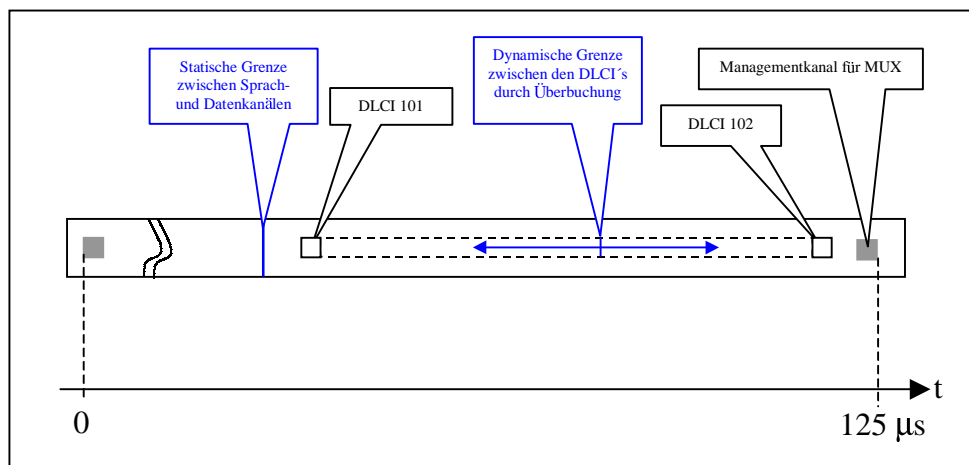 Statische Grenze
zwischen Sprach-
und Datenkanälen
DLCI 101
Dynamische Grenze
zwischen den DLCI´s
durch Überbuchung
DLCI 102
Managementkanal für MUX
t
0
125 µs